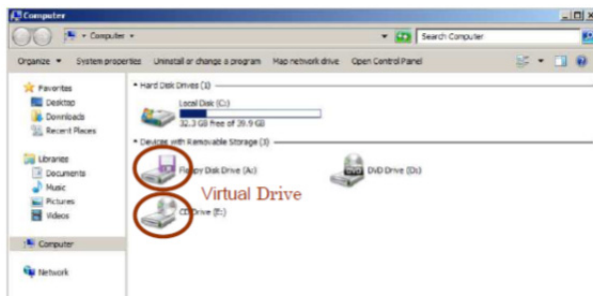 Computer
Computer
Search Computer
Organize
System properties
Uninstall or change a program
Map network drive
Open Control Panel
Favorites
Desktop
Downloads
Recent Places
Libraries
Documents
Music
Pictures
Videos
Computer
Network
Hard Disk Drives (1)
Local Disk (C:)
32.3 GB free of 39.9 GB
Devices with Removable Storage (3)
Floppy Disk Drive (A:)
DVD Drive (D:)
Virtual Drive
CD Drive (E:)